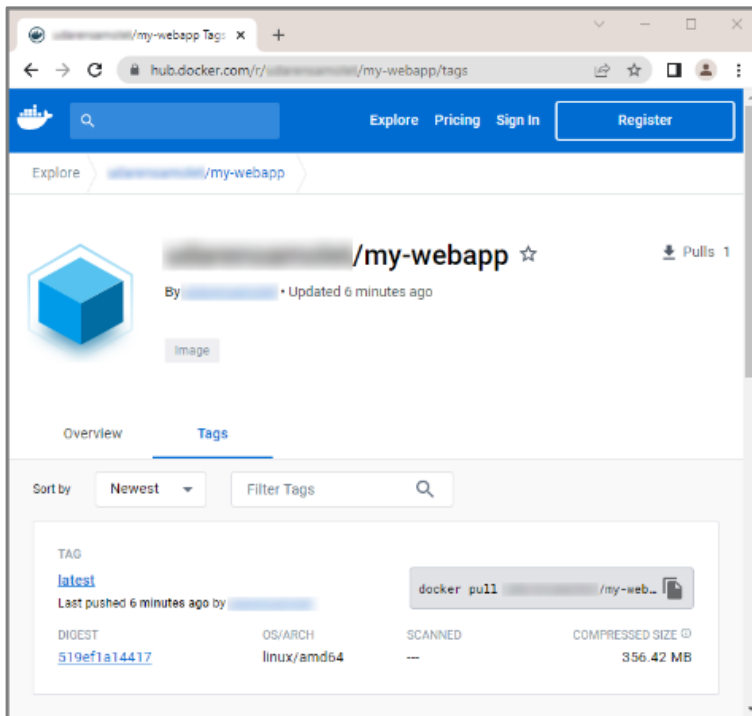 /my-webapp Tag:
hub.docker.com/r/ /my-webapp/tags
Explore Pricing Sign In Register
Explore /my-webapp
/my-webapp Pulls 1
By • Updated 6 minutes ago
Image
Overview Tags
Sort by Newest Filter Tags
TAG
latest
docker pull /my-web…
Last pushed 6 minutes ago by
DIGEST OS/ARCH SCANNED COMPRESSED SIZE
519ef1a14417 linux/amd64 --- 356.42 MB